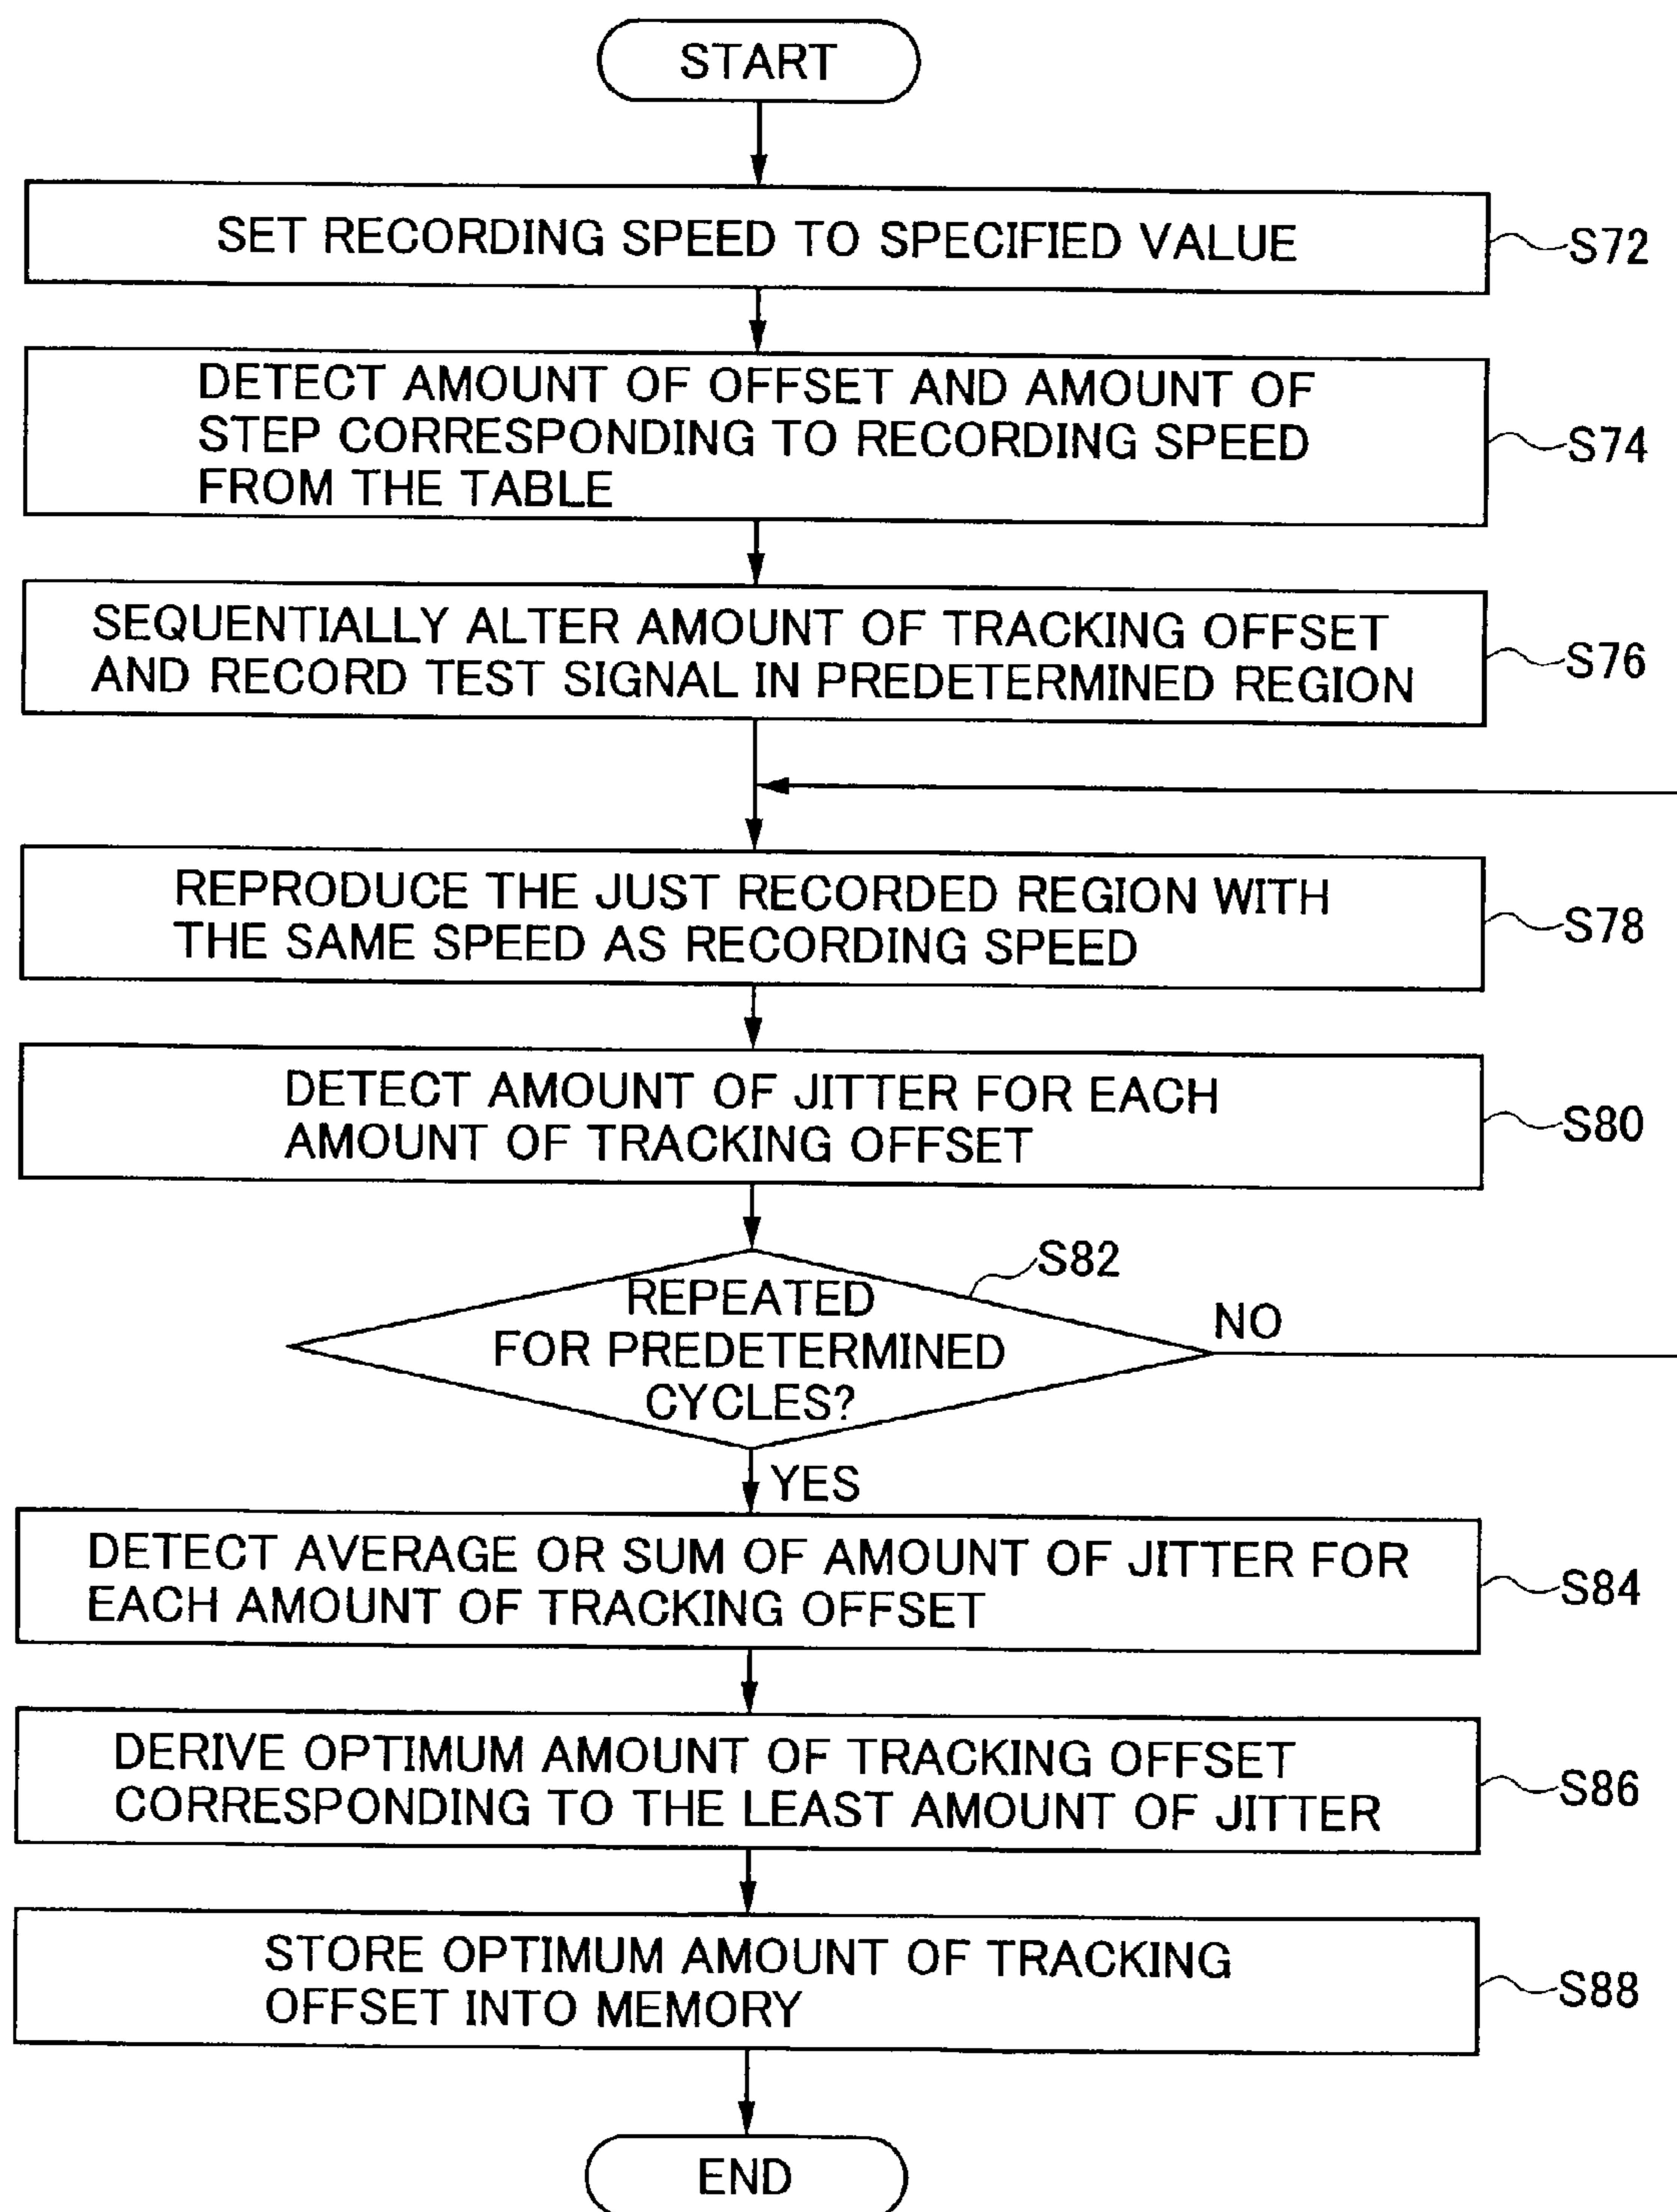 START
SET RECORDING SPEED TO SPECIFIED VALUE
S72
DETECT AMOUNT OF OFFSET AND AMOUNT OF
STEP CORRESPONDING TO RECORDING SPEED
FROM THE TABLE
S74
SEQUENTIALLY ALTER AMOUNT OF TRACKING OFFSET
AND RECORD TEST SIGNAL IN PREDETERMINED REGION
S76
REPRODUCE THE JUST RECORDED REGION WITH
THE SAME SPEED AS RECORDING SPEED
S78
DETECT AMOUNT OF JITTER FOR EACH
AMOUNT OF TRACKING OFFSET
S80
S82
REPEATED
FOR PREDETERMINED
CYCLES?
NO
YES
DETECT AVERAGE OR SUM OF AMOUNT OF JITTER FOR
EACH AMOUNT OF TRACKING OFFSET
S84
DERIVE OPTIMUM AMOUNT OF TRACKING OFFSET
CORRESPONDING TO THE LEAST AMOUNT OF JITTER
S86
STORE OPTIMUM AMOUNT OF TRACKING
OFFSET INTO MEMORY
S88
END